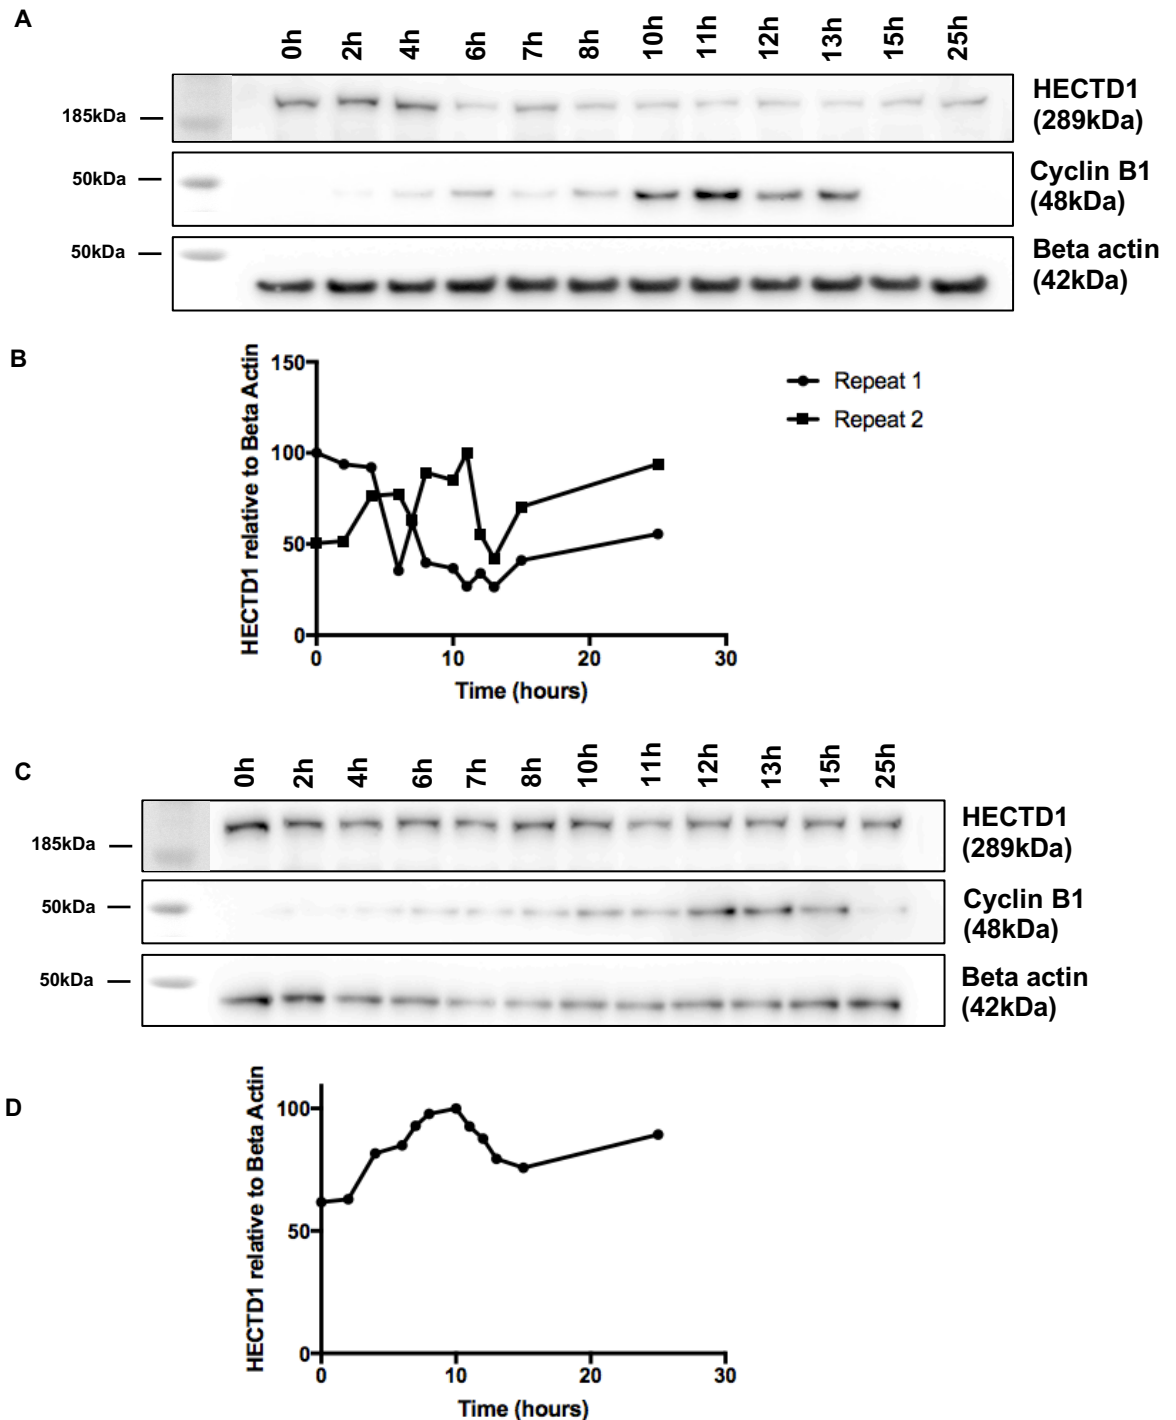 A
0h 2h 4h 6h 7h 8h 10h 11h 12h 13h 15h 25h
185kDa
HECTD1
(289kDa)
50kDa
Cyclin B1
(48kDa)
50kDa
Beta actin
(42kDa)
B
HECTD1 relative to Beta Actin
150
100
50
0
0 10 20 30
Time (hours)
Repeat 1
Repeat 2
C
0h 2h 4h 6h 7h 8h 10h 11h 12h 13h 15h 25h
185kDa
HECTD1
(289kDa)
50kDa
Cyclin B1
(48kDa)
50kDa
Beta actin
(42kDa)
D
HECTD1 relative to Beta Actin
100
50
0
0 10 20 30
Time (hours)